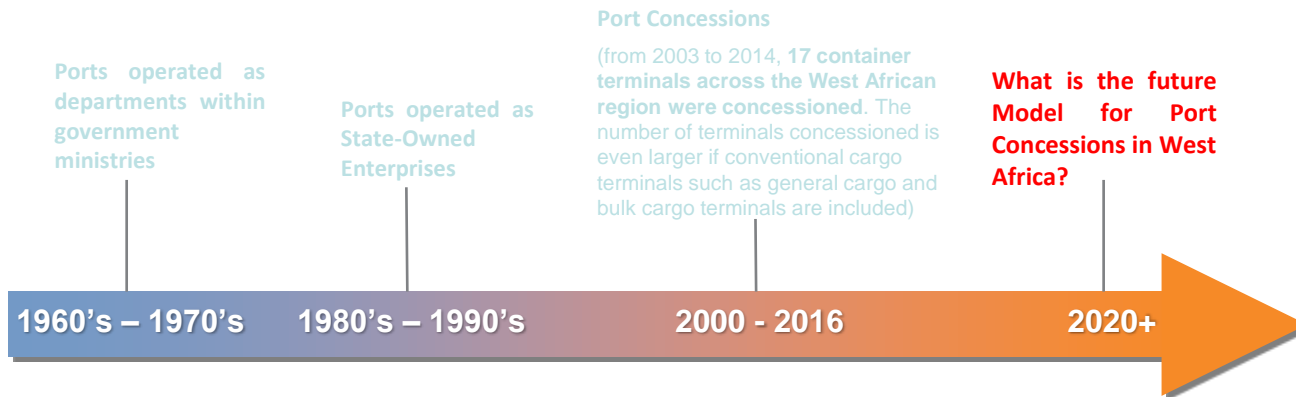 Port Concessions
(from 2003 to 2014, 17 container
terminals across the West African
region were concessioned. The
number of terminals concessioned is
even larger if conventional cargo
terminals such as general cargo and
bulk cargo terminals are included)
Ports operated as
departments within
government
ministries
Ports operated as
State-Owned
Enterprises
What is the future
Model for Port
Concessions in West
Africa?
1960's – 1970's
1980's – 1990's
2000 - 2016
2020+